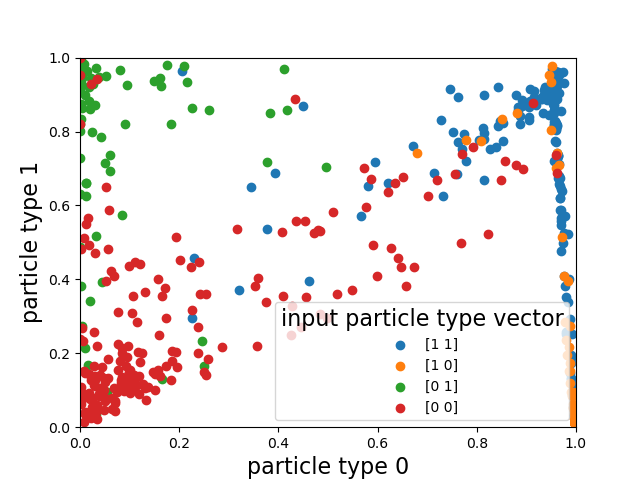 1.0
0.8
0.6
0.4
0.2
0.0
particle type 1
input particle type vector
[1 1]
[1 0]
[0 1]
[0 0]
0.0 0.2 0.4 0.6 0.8 1.0
particle type 0